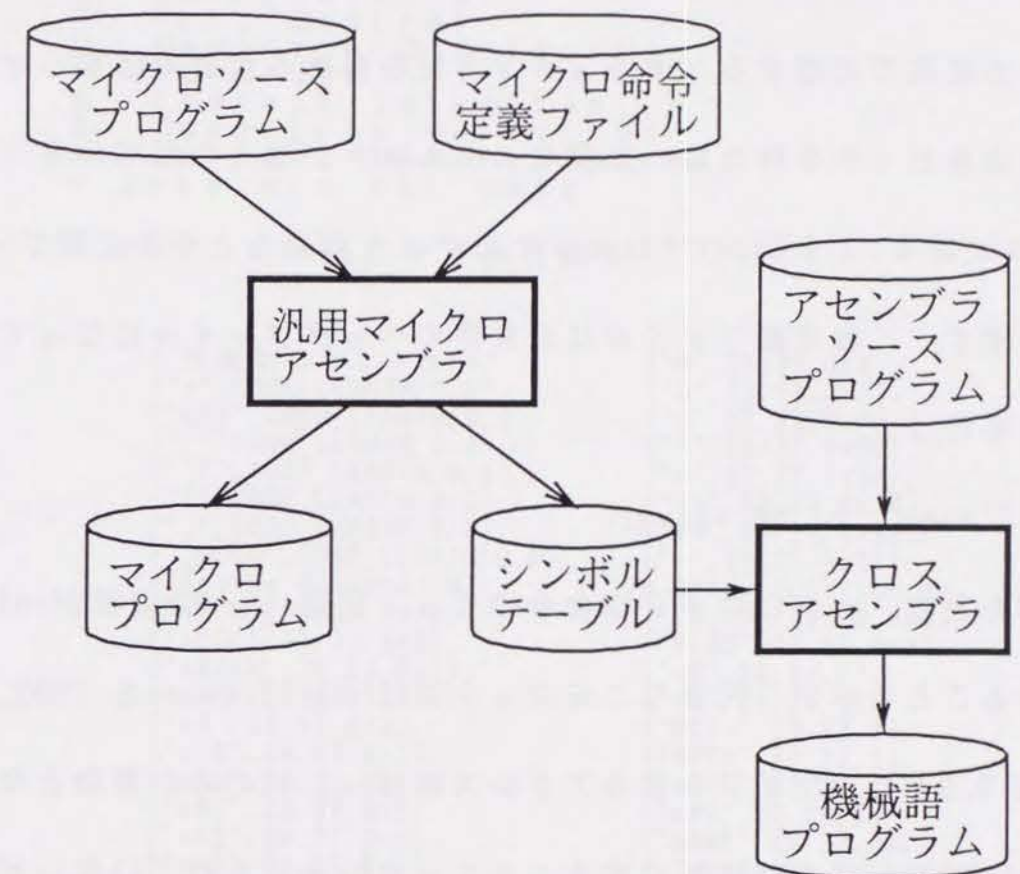 マイクロソース
プログラム
マイクロ命令
定義ファイル
汎用マイクロ
アセンブラ
アセンブラ
ソース
プログラム
マイクロ
プログラム
シンボル
テーブル
クロス
アセンブラ
機械語
プログラム